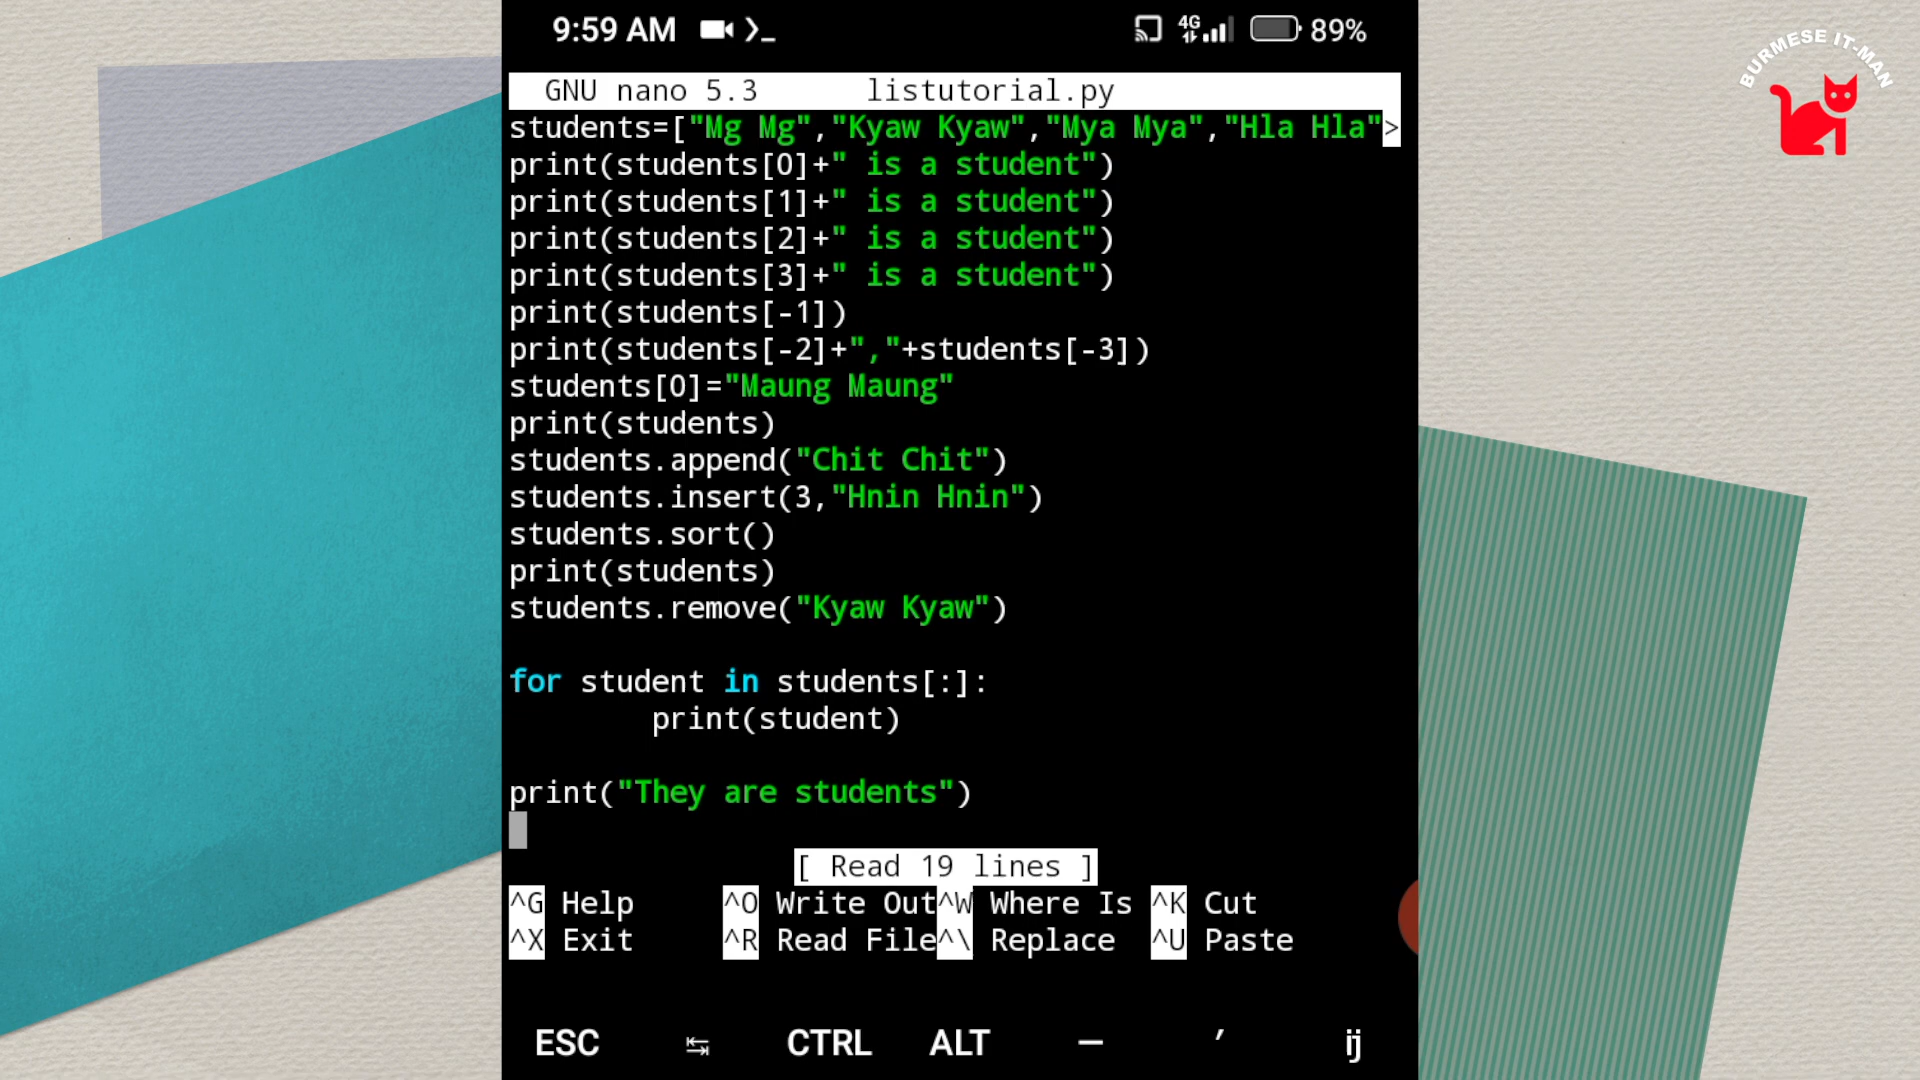 9:59 AM 4G 89%
BURMESE IT-MAN
GNU nano 5.3 listutorial.py
students=["Mg Mg","Kyaw Kyaw","Mya Mya","Hla Hla">
print(students[0]+" is a student")
print(students[1]+" is a student")
print(students[2]+" is a student")
print(students[3]+" is a student")
print(students[-1])
print(students[-2]+","+students[-3])
students[0]="Maung Maung"
print(students)
students.append("Chit Chit")
students.insert(3,"Hnin Hnin")
students.sort()
print(students)
students.remove("Kyaw Kyaw")
for student in students[:]:
print(student)
print("They are students")
[ Read 19 lines ]
^G Help ^O Write Out ^W Where Is ^K Cut
^X Exit ^R Read File ^\ Replace ^U Paste
ESC ↹ CTRL ALT — ′ ij